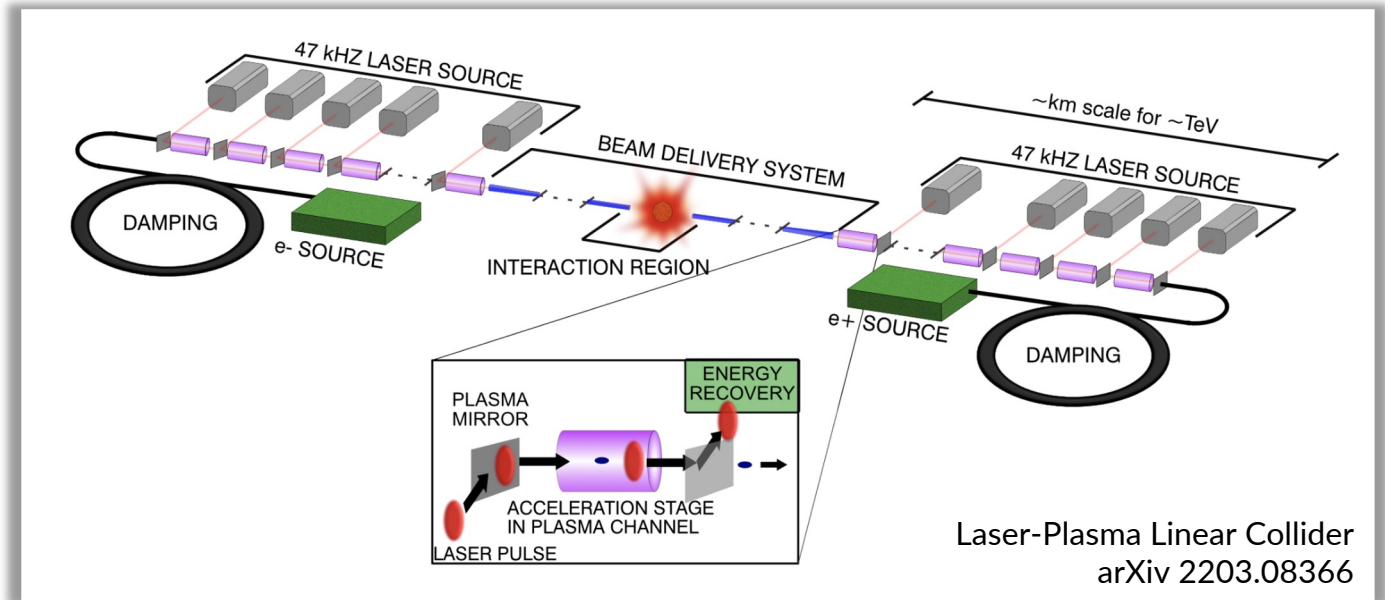 47 kHZ LASER SOURCE
~km scale for ~TeV
BEAM DELIVERY SYSTEM
47 kHZ LASER SOURCE
DAMPING
e- SOURCE
INTERACTION REGION
e+ SOURCE
DAMPING
ENERGY
RECOVERY
PLASMA
MIRROR
ACCELERATION STAGE
IN PLASMA CHANNEL
LASER PULSE
Laser-Plasma Linear Collider
arXiv 2203.08366